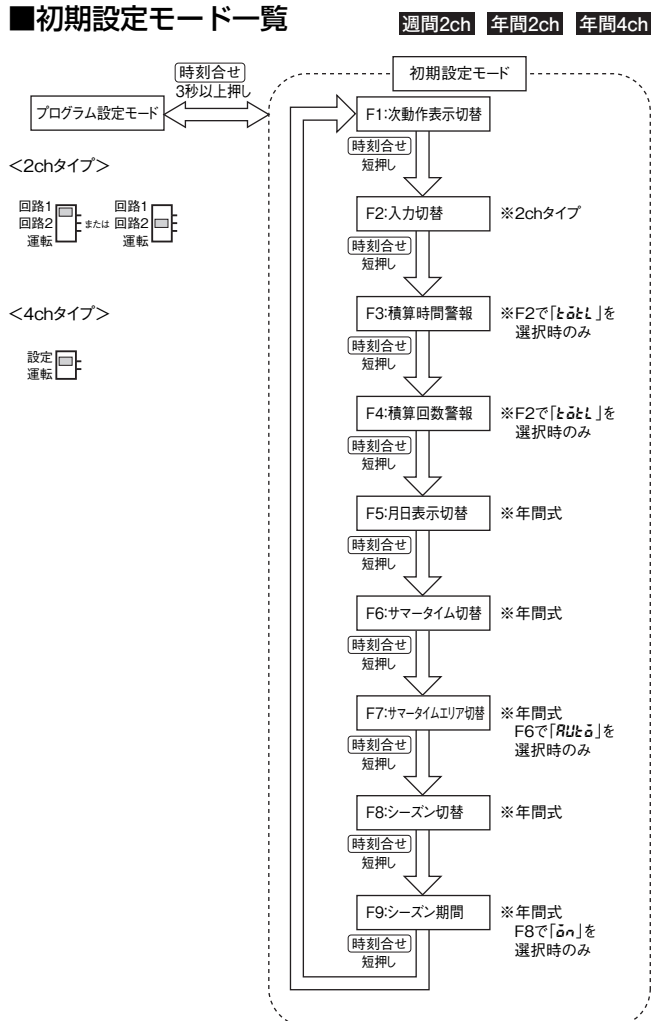 ■初期設定モード一覧
週間2ch 年間2ch 年間4ch
初期設定モード
時刻合せ
3秒以上押し
プログラム設定モード
<2chタイプ>
回路1
回路2
運転
または
回路1
回路2
運転
<4chタイプ>
設定
運転
F1:次動作表示切替
時刻合せ
短押し
F2:入力切替
※2chタイプ
時刻合せ
短押し
F3:積算時間警報
※F2で「totL」を
選択時のみ
時刻合せ
短押し
F4:積算回数警報
※F2で「totL」を
選択時のみ
時刻合せ
短押し
F5:月日表示切替
※年間式
時刻合せ
短押し
F6:サマータイム切替
※年間式
時刻合せ
短押し
F7:サマータイムエリア切替
※年間式
F6で「AUto」を
選択時のみ
時刻合せ
短押し
F8:シーズン切替
※年間式
時刻合せ
短押し
F9:シーズン期間
※年間式
F8で「on」を
選択時のみ
時刻合せ
短押し